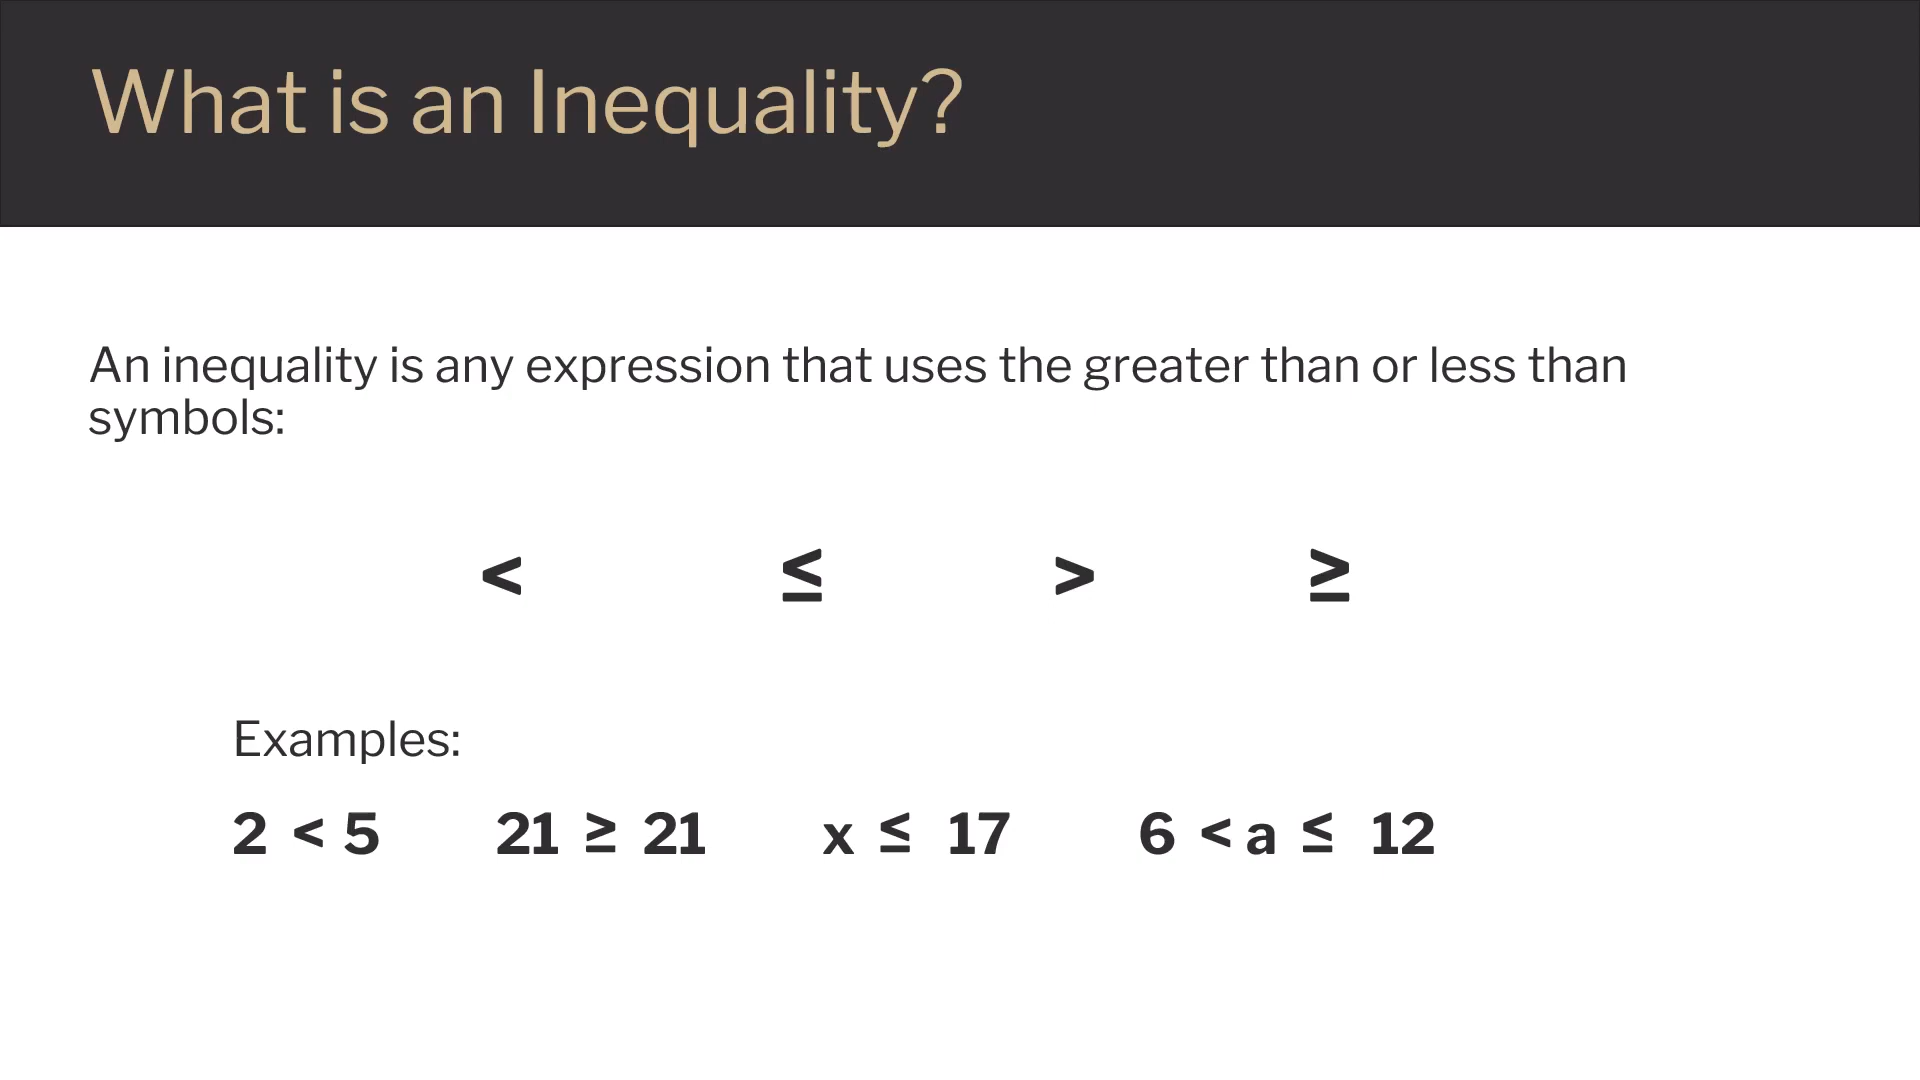 What is an Inequality?
An inequality is any expression that uses the greater than or less than
symbols:
< ≤ > ≥
Examples:
2 < 5 21 ≥ 21 x ≤ 17 6 < a ≤ 12